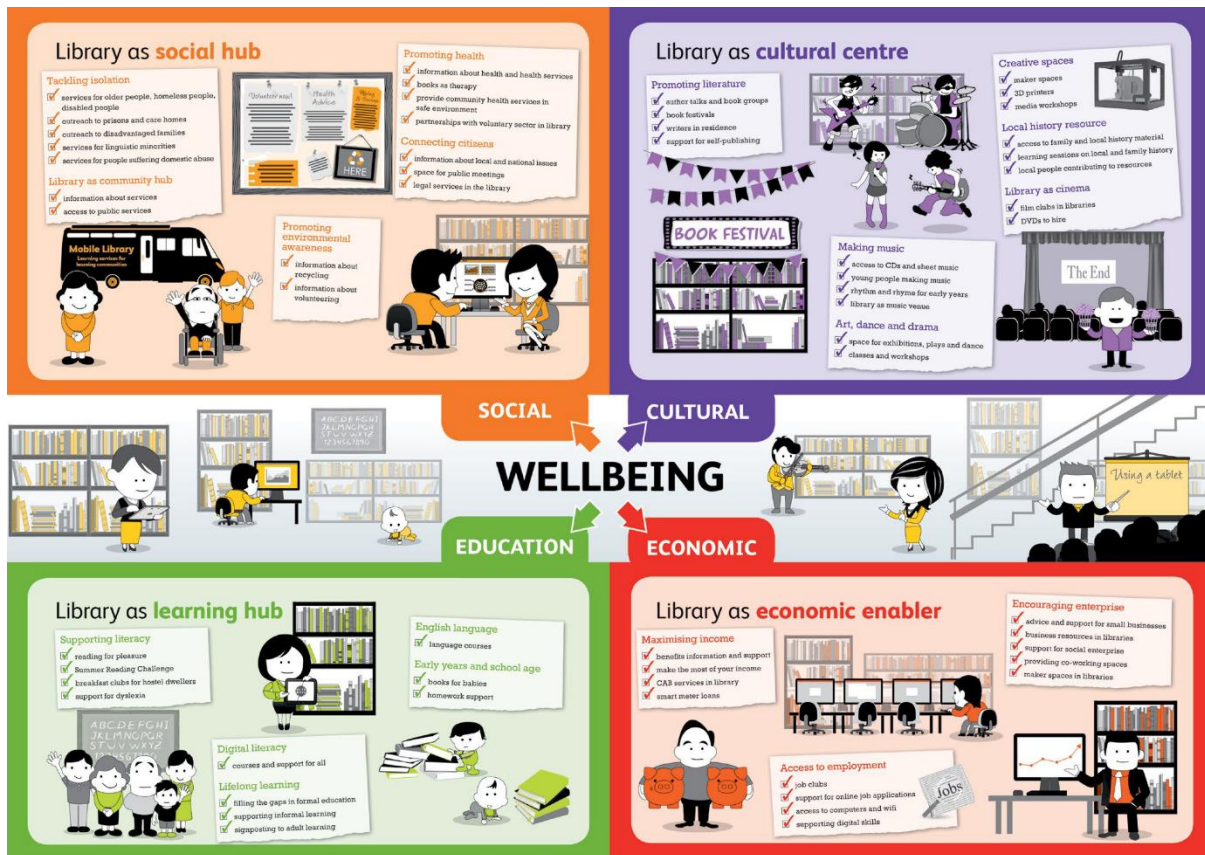 Library as social hub
Tackling isolation
services for older people, homeless people,
disabled people
outreach to prisons and care homes
outreach to disadvantaged families
services for linguistic minorities
services for people suffering domestic abuse
Library as community hub
information about services
access to public services
Volunteering!
Health
Advice
HERE
Promoting health
information about health and health services
books as therapy
provide community health services in
safe environment
partnerships with voluntary sector in library
Connecting citizens
information about local and national issues
space for public meetings
legal services in the library
Mobile Library
Learning services for
learning communities
Promoting
environmental
awareness
information about
recycling
information about
volunteering
Library as cultural centre
Promoting literature
author talks and book groups
book festivals
writers in residence
support for self-publishing
BOOK FESTIVAL
Creative spaces
maker spaces
3D printers
media workshops
Local history resource
access to family and local history material
learning sessions on local and family history
local people contributing to resources
Library as cinema
film clubs in libraries
DVDs to hire
Making music
access to CDs and sheet music
young people making music
rhythm and rhyms for early years
library as music venue
Art, dance and drama
space for exhibitions, plays and dance
classes and workshops
The End
SOCIAL
CULTURAL
WELLBEING
EDUCATION
ECONOMIC
ABCDEFGHI
JKLMNOPQR
STUVWXYZ
1234567890
Using a tablet
Library as learning hub
Supporting literacy
reading for pleasure
Summer Reading Challenge
breakfast clubs for hostel dwellers
support for dyslexia
English language
language courses
Early years and school age
books for babies
homework support
ABCDEFGHI
JKLMNOPQR
STUVWXYZ
Digital literacy
courses and support for all
Lifelong learning
filling the gaps in formal education
supporting informal learning
signposting to adult learning
Library as economic enabler
Maximising income
benefits information and support
make the most of your income
CAB services in library
smart meter loans
Encouraging enterprise
advice and support for small businesses
business resources in libraries
support for social enterprise
providing co-working spaces
maker spaces in libraries
Access to employment
job clubs
support for online job applications
access to computers and wifi
supporting digital skills
Jobs